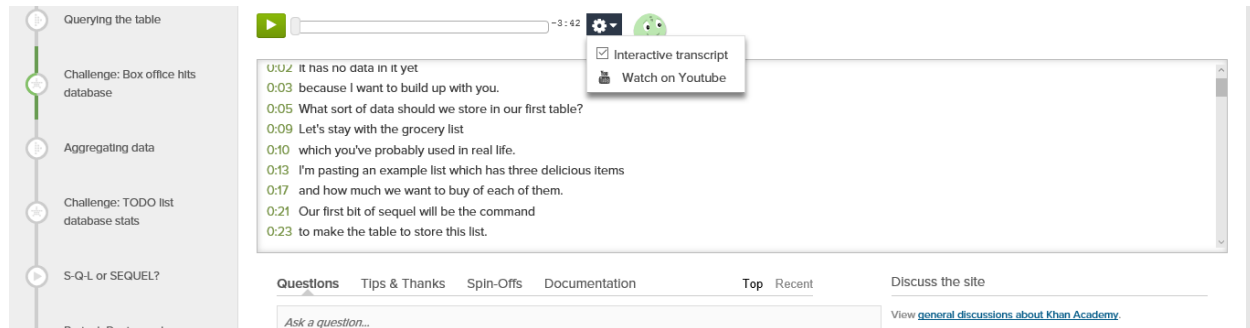 Querying the table
Challenge: Box office hits
database
Aggregating data
Challenge: TODO list
database stats
S-Q-L or SEQUEL?
-3:42
Interactive transcript
Watch on Youtube
0:02 it has no data in it yet
0:03 because I want to build up with you.
0:05 What sort of data should we store in our first table?
0:09 Let's stay with the grocery list
0:10 which you've probably used in real life.
0:13 I'm pasting an example list which has three delicious items
0:17 and how much we want to buy of each of them.
0:21 Our first bit of sequel will be the command
0:23 to make the table to store this list.
Questions Tips & Thanks Spin-Offs Documentation Top Recent
Ask a question...
Discuss the site
View general discussions about Khan Academy.